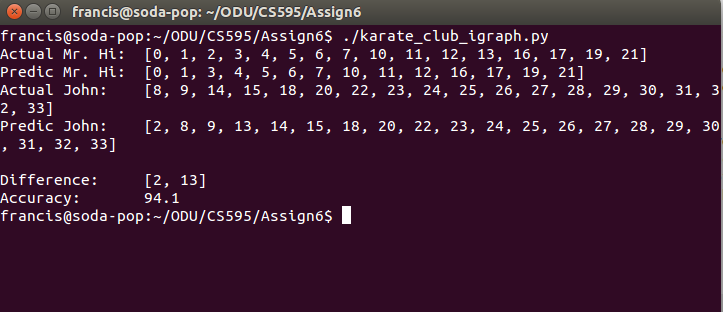 francis@soda-pop: ~/ODU/CS595/Assign6
francis@soda-pop:~/ODU/CS595/Assign6$ ./karate_club_igraph.py
Actual Mr. Hi:  [0, 1, 2, 3, 4, 5, 6, 7, 10, 11, 12, 13, 16, 17, 19, 21]
Predic Mr. Hi:  [0, 1, 3, 4, 5, 6, 7, 10, 11, 12, 16, 17, 19, 21]
Actual John:    [8, 9, 14, 15, 18, 20, 22, 23, 24, 25, 26, 27, 28, 29, 30, 31, 3
2, 33]
Predic John:    [2, 8, 9, 13, 14, 15, 18, 20, 22, 23, 24, 25, 26, 27, 28, 29, 30
, 31, 32, 33]
Difference:     [2, 13]
Accuracy:       94.1
francis@soda-pop:~/ODU/CS595/Assign6$